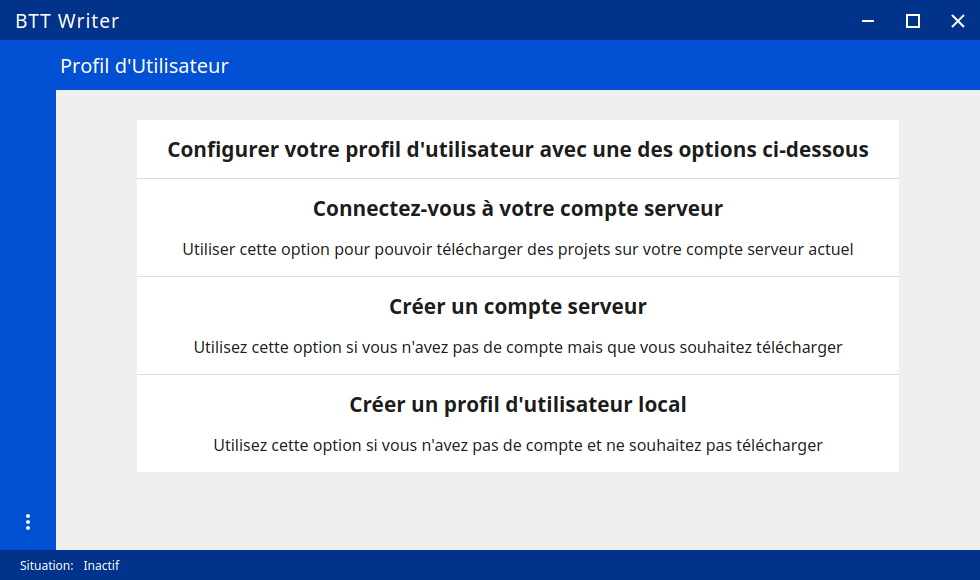 BTT Writer
Profil d'Utilisateur
Configurer votre profil d'utilisateur avec une des options ci-dessous
Connectez-vous à votre compte serveur
Utiliser cette option pour pouvoir télécharger des projets sur votre compte serveur actuel
Créer un compte serveur
Utilisez cette option si vous n'avez pas de compte mais que vous souhaitez télécharger
Créer un profil d'utilisateur local
Utilisez cette option si vous n'avez pas de compte et ne souhaitez pas télécharger
Situation: Inactif